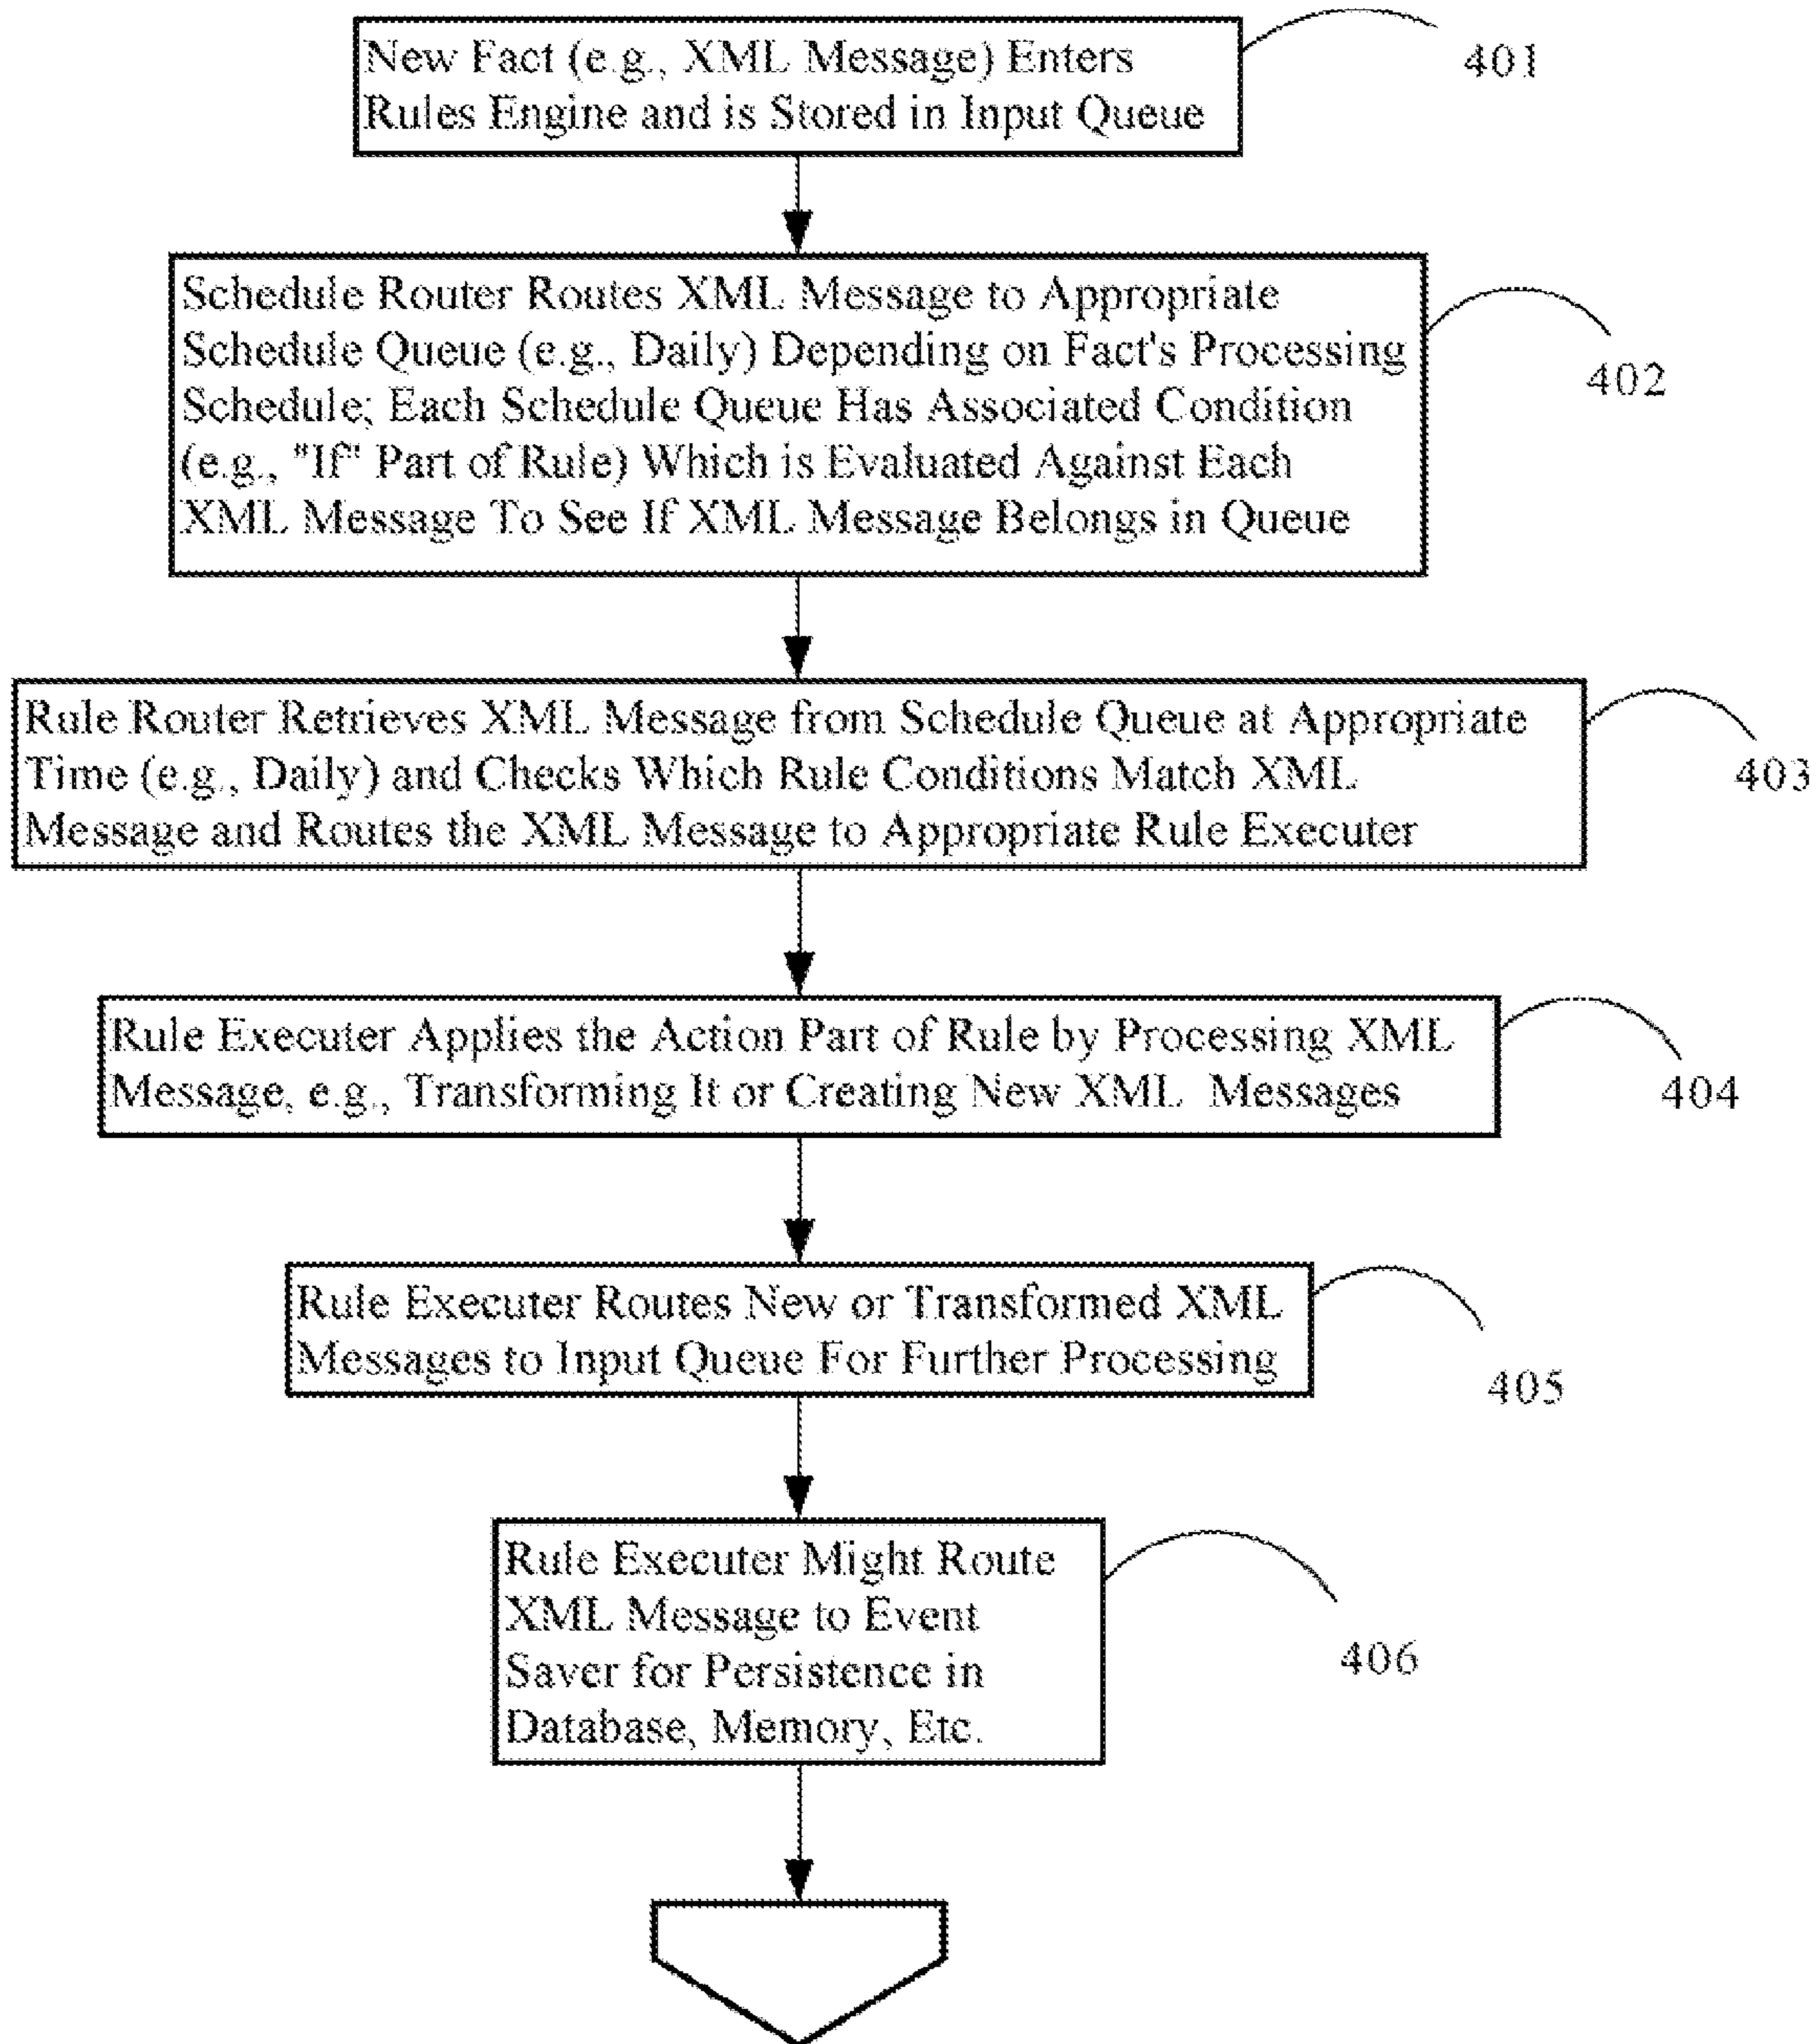 New Fact (e.g., XML Message) Enters
Rules Engine and is Stored in Input Queue
401
Schedule Router Routes XML Message to Appropriate
Schedule Queue (e.g., Daily) Depending on Fact's Processing
Schedule; Each Schedule Queue Has Associated Condition
(e.g., "If" Part of Rule) Which is Evaluated Against Each
XML Message To See If XML Message Belongs in Queue
402
Rule Router Retrieves XML Message from Schedule Queue at Appropriate
Time (e.g., Daily) and Checks Which Rule Conditions Match XML
Message and Routes the XML Message to Appropriate Rule Executer
403
Rule Executer Applies the Action Part of Rule by Processing XML
Message, e.g., Transforming It or Creating New XML Messages
404
Rule Executer Routes New or Transformed XML
Messages to Input Queue For Further Processing
405
Rule Executer Might Route
XML Message to Event
Saver for Persistence in
Database, Memory, Etc.
406